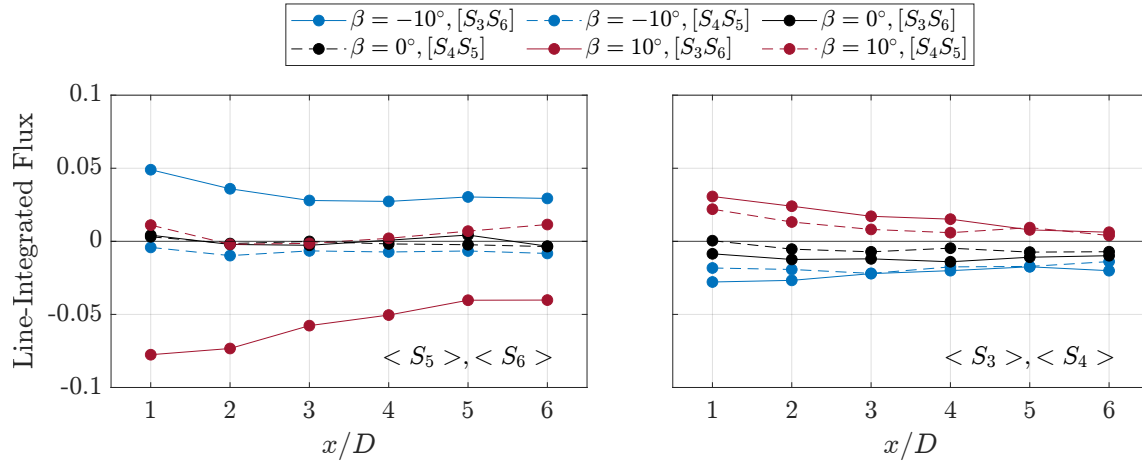 β = −10°, [S₃S₆] β = −10°, [S₄S₅] β = 0°, [S₃S₆]
β = 0°, [S₄S₅] β = 10°, [S₃S₆] β = 10°, [S₄S₅]
Line-Integrated Flux
0.1
0.05
0
-0.05
-0.1
< S₅ >, < S₆ >
1 2 3 4 5 6
x/D
< S₃ >, < S₄ >
1 2 3 4 5 6
x/D